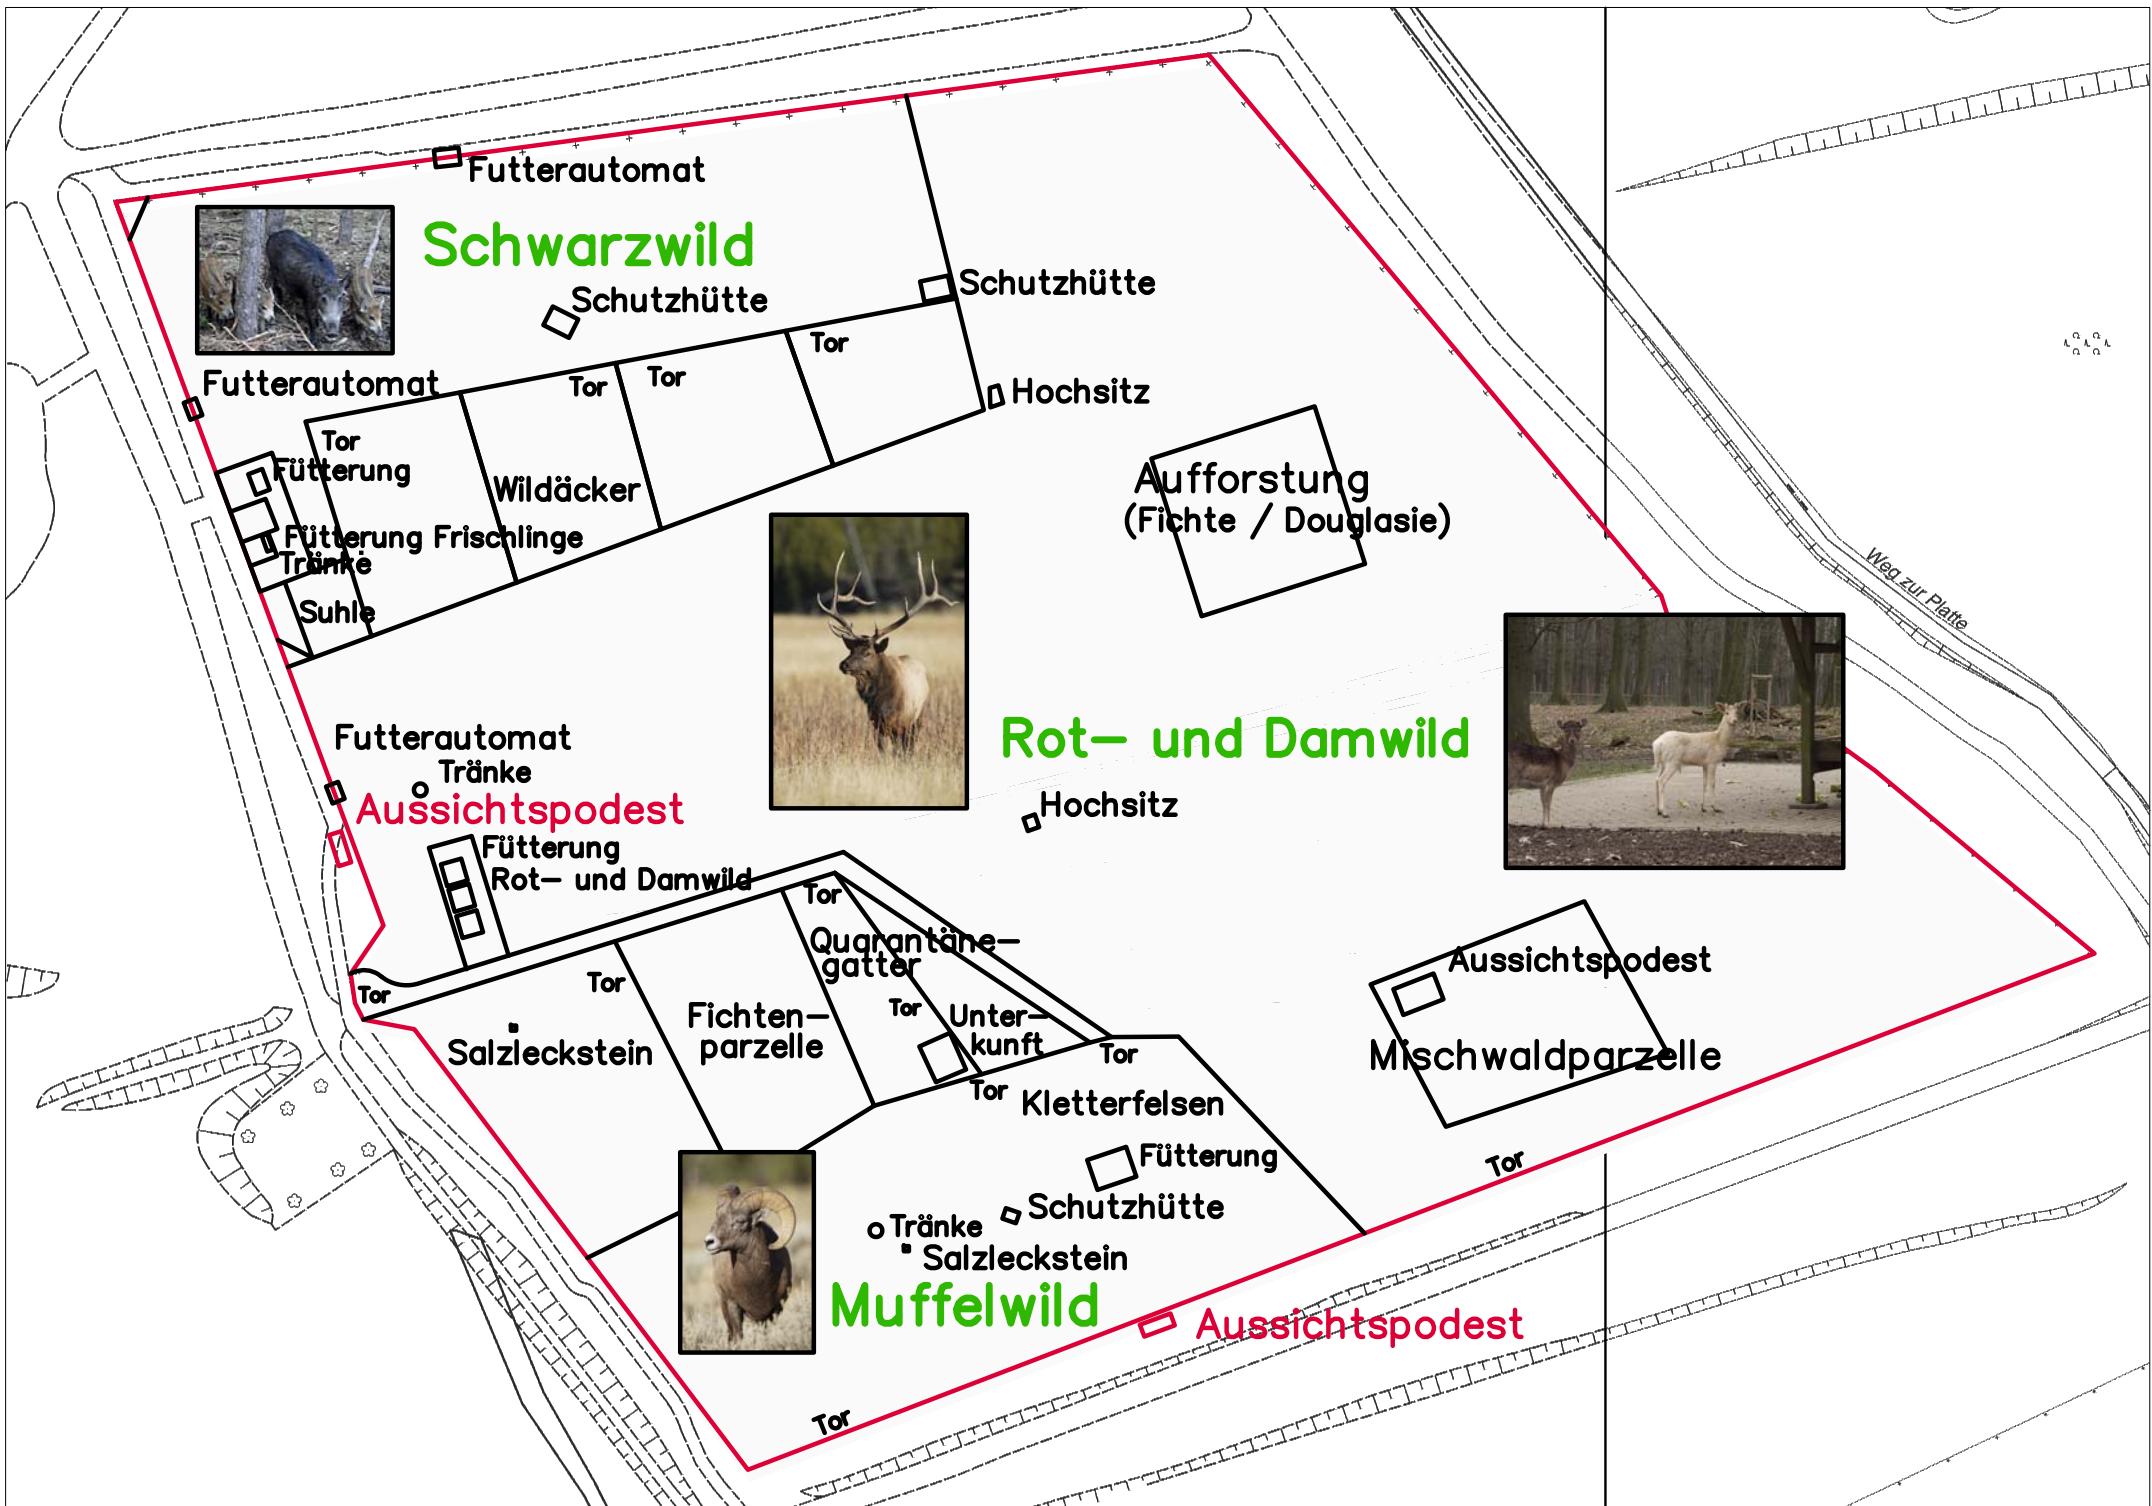 Futterautomat
Schwarzwild
Schutzhütte
Schutzhütte
Tor
Futterautomat
Tor
Tor
Hochsitz
Tor
Fütterung
Wildäcker
Aufforstung
(Fichte / Douglasie)
Fütterung Frischlinge
Tränke
Suhle
Weg zur Platte
Futterautomat
Rot- und Damwild
Tränke
Aussichtspodest
Hochsitz
Fütterung
Rot- und Damwild
Tor
Quarantäne-
gatter
Aussichtspodest
Tor
Tor
Tor
Fichten-
parzelle
Unter-
kunft
Salzleckstein
Tor
Mischwaldparzelle
Tor
Kletterfelsen
Fütterung
Tor
Schutzhütte
Tränke
Salzleckstein
Muffelwild
Aussichtspodest
Tor